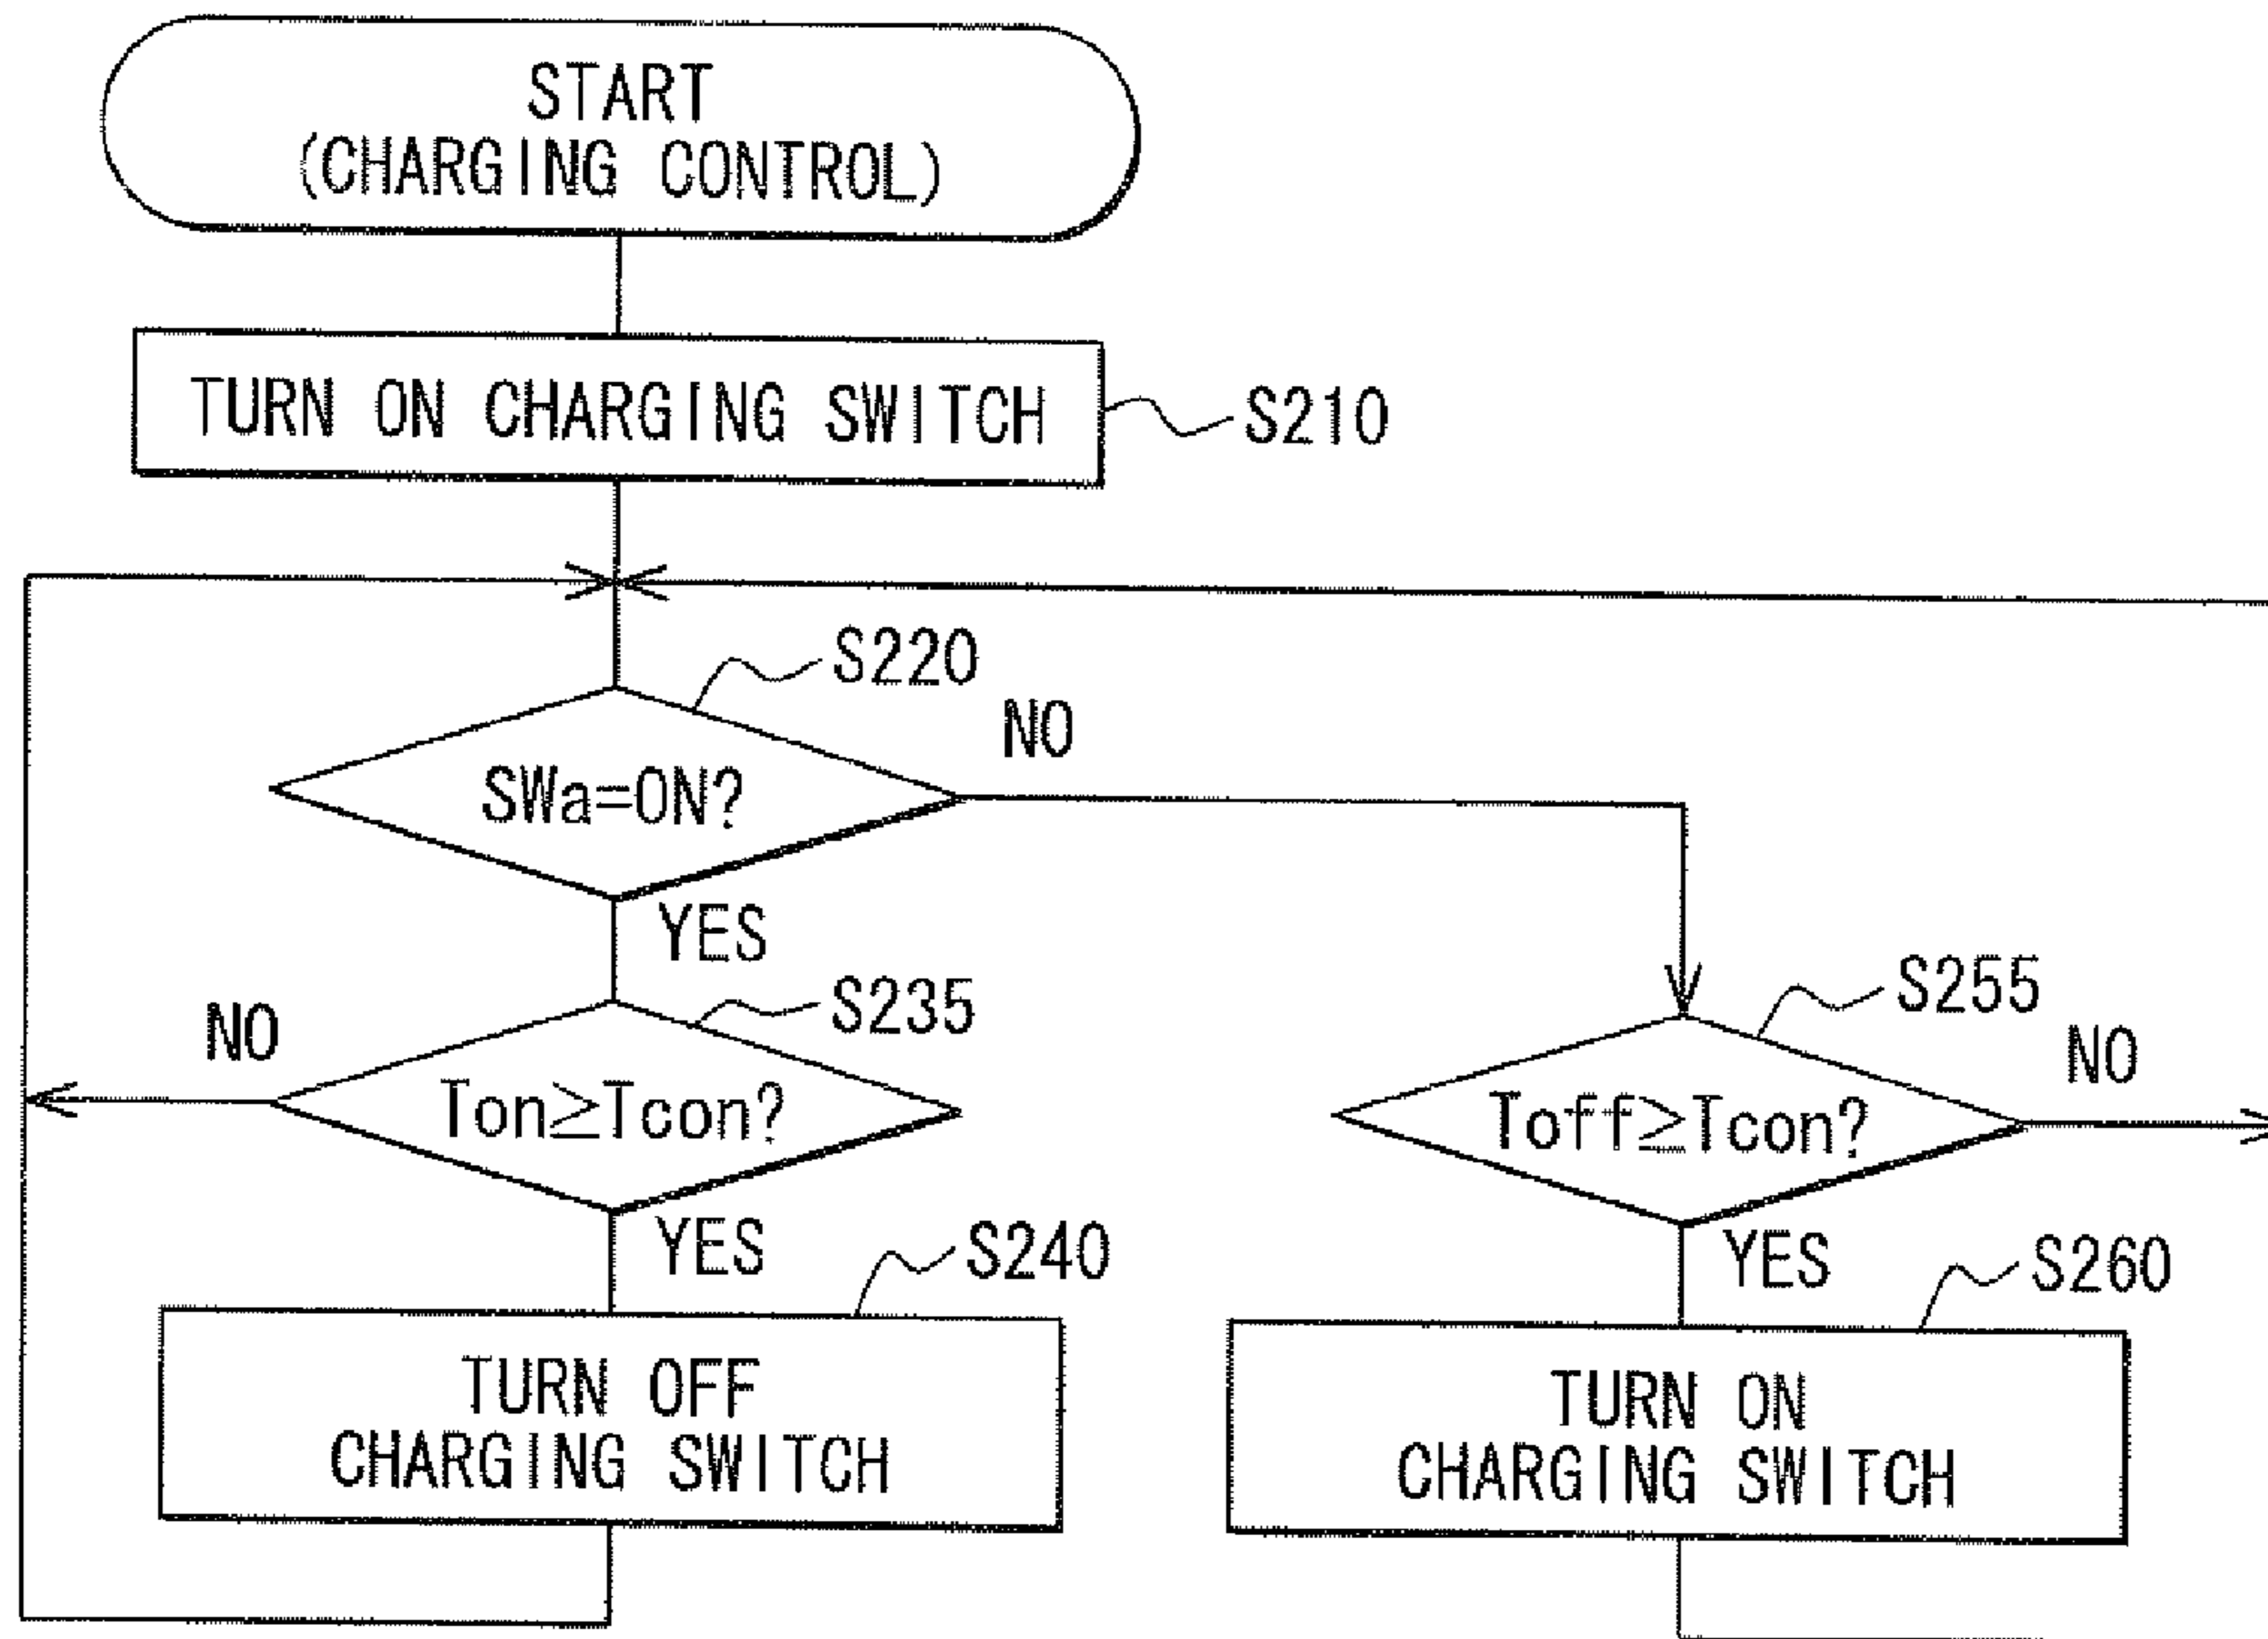 START
(CHARGING CONTROL)
TURN ON CHARGING SWITCH
S210
S220
SWa=ON?
NO
YES
S235
Ton≧Tcon?
NO
YES
S255
Toff≧Tcon?
NO
YES
S240
TURN OFF
CHARGING SWITCH
S260
TURN ON
CHARGING SWITCH